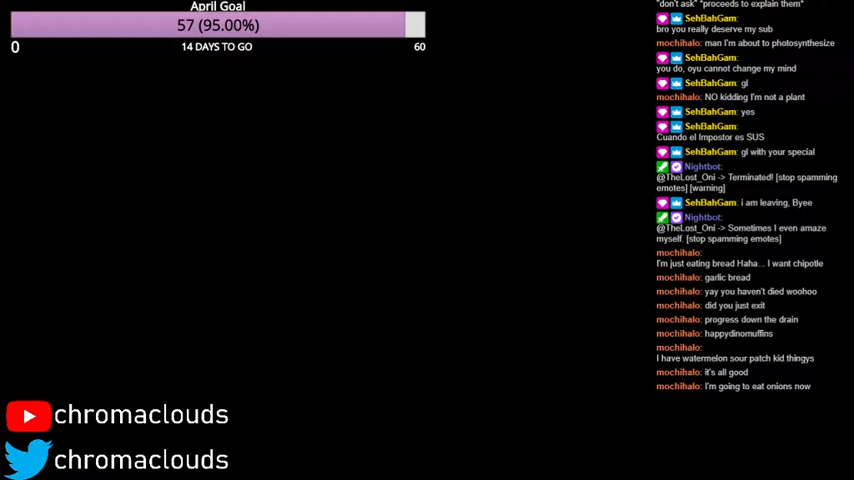 April Goal
57 (95.00%)
0
14 DAYS TO GO
60
"don't ask" *proceeds to explain them*
SehBahGam:
bro you really deserve my sub
mochihalo: man I'm about to photosynthesize
SehBahGam:
you do, oyu cannot change my mind
SehBahGam: gl
mochihalo: NO kidding I'm not a plant
SehBahGam: yes
SehBahGam:
Cuando el Impostor es SUS
SehBahGam: gl with your special
Nightbot:
@TheLost_Oni -> Terminated! [stop spamming
emotes] [warning]
SehBahGam: i am leaving, Byee
Nightbot:
@TheLost_Oni -> Sometimes I even amaze
myself. [stop spamming emotes]
mochihalo:
I'm just eating bread Haha... I want chipotle
mochihalo: garlic bread
mochihalo: yay you haven't died woohoo
mochihalo: did you just exit
mochihalo: progress down the drain
mochihalo: happydinomuffins
mochihalo:
I have watermelon sour patch kid thingys
mochihalo: it's all good
mochihalo: I'm going to eat onions now
chromaclouds
chromaclouds